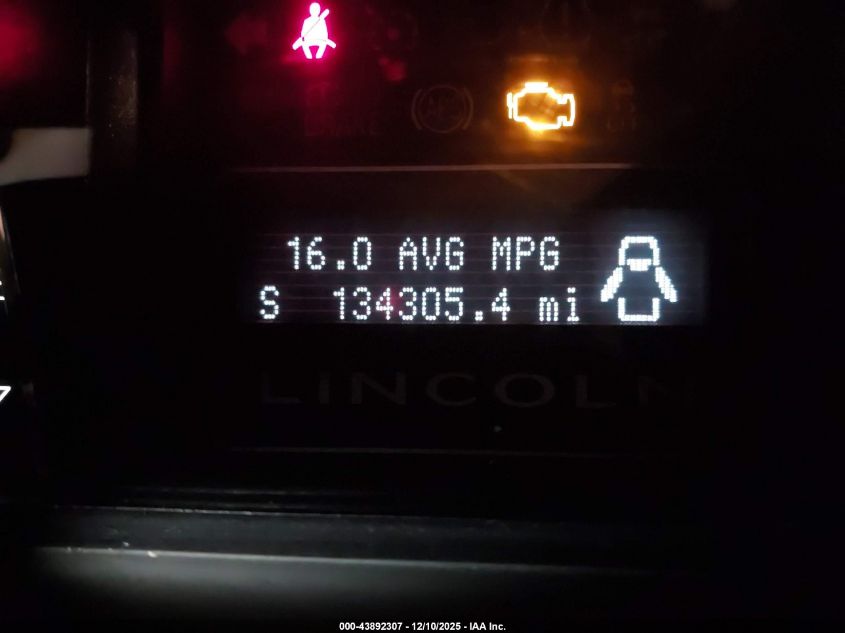 16.0 AVG MPG
S 134305.4 mi
LINCOLN
000-43892307 - 12/10/2025 - IAA Inc.